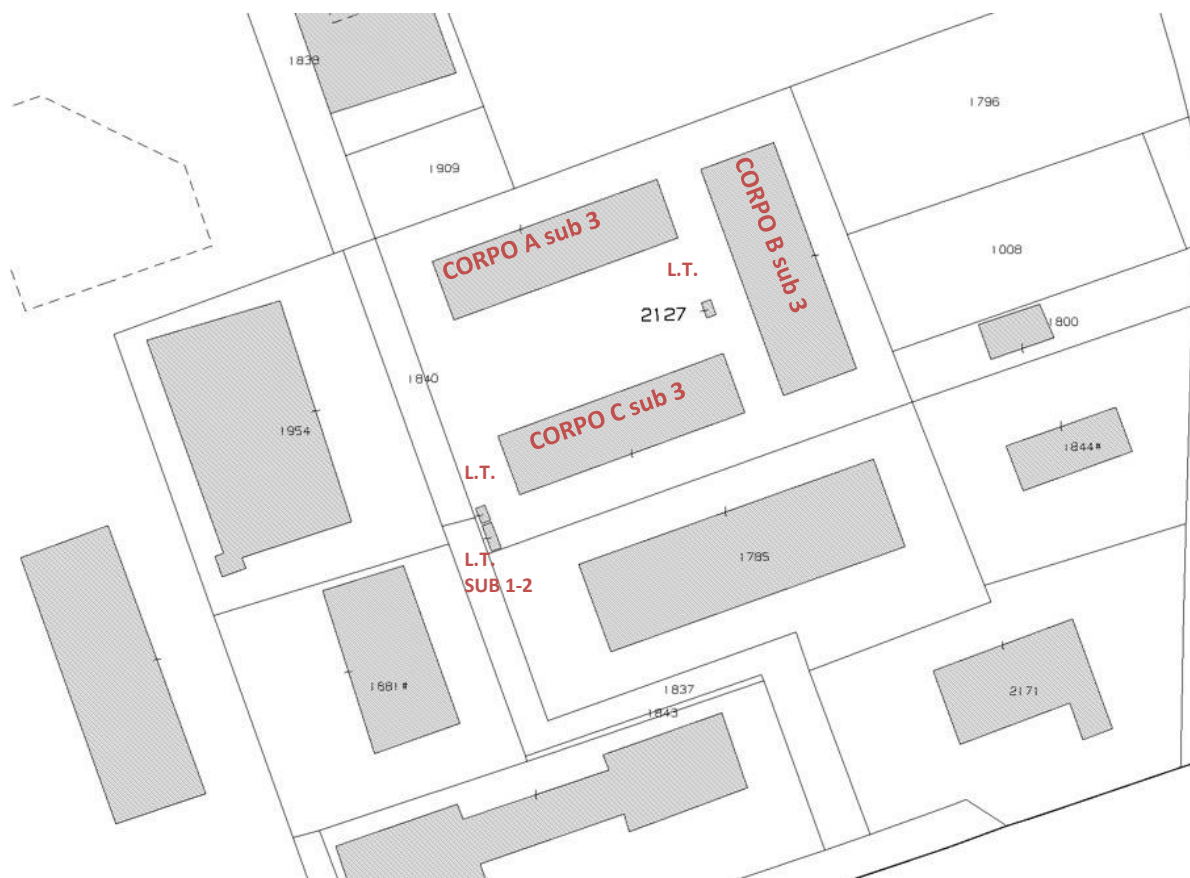 1838
1796
1909
CORPO A sub 3
CORPO B sub 3
L.T.
1008
2127
1800
1840
CORPO C sub 3
1954
1844#
L.T.
1785
L.T.
SUB 1-2
1881#
1837
2171
1843